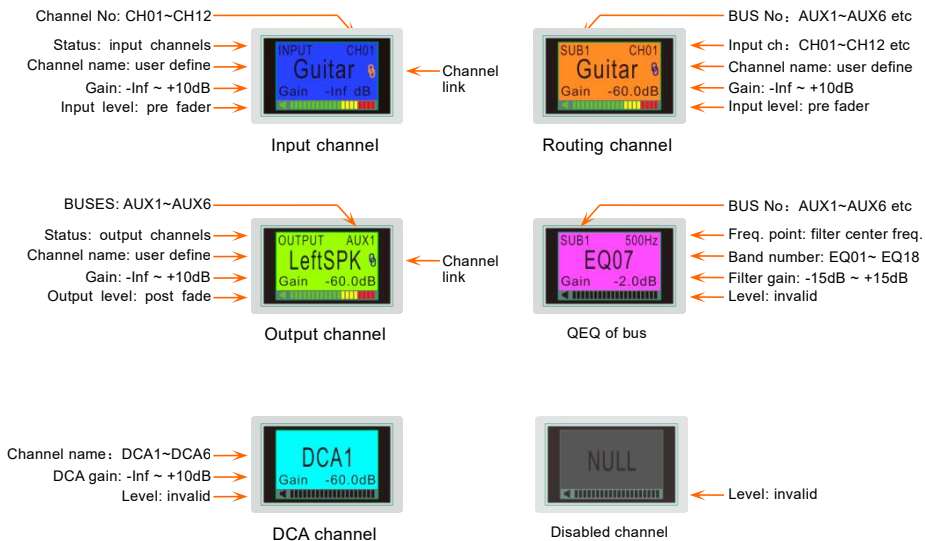 Channel No: CH01~CH12
Status: input channels
Channel name: user define
Gain: -Inf ~ +10dB
Input level: pre fader
INPUT CH01
Guitar
Gain -Inf dB
Channel
link
Input channel
BUS No：AUX1~AUX6 etc
Input ch：CH01~CH12 etc
Channel name: user define
Gain: -Inf ~ +10dB
Input level: pre fader
SUB1 CH01
Guitar
Gain -60.0dB
Routing channel
BUSES: AUX1~AUX6
Status: output channels
Channel name: user define
Gain: -Inf ~ +10dB
Output level: post fade
OUTPUT AUX1
LeftSPK
Gain -60.0dB
Channel
link
Output channel
BUS No：AUX1~AUX6 etc
Freq. point: filter center freq.
Band number: EQ01~ EQ18
Filter gain: -15dB ~ +15dB
Level: invalid
SUB1 500Hz
EQ07
Gain -2.0dB
QEQ of bus
Channel name：DCA1~DCA6
DCA gain: -Inf ~ +10dB
Level: invalid
DCA1
Gain -60.0dB
DCA channel
NULL
Level: invalid
Disabled channel